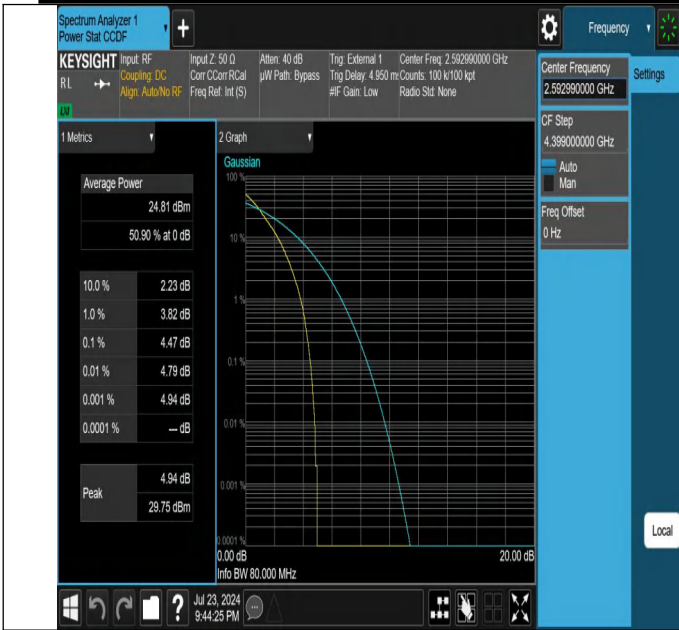 Spectrum Analyzer 1
Power Stat CCDF
Frequency
KEYSIGHT
RL
LXI
Input: RF
Coupling: DC
Align: Auto/No RF
Input Z: 50 Ω
Corr CCorr RCal
Freq Ref: Int (S)
Atten: 40 dB
µW Path: Bypass
Trig: External 1
Trig Delay: 4.950 m
#IF Gain: Low
Center Freq: 2.592990000 GHz
Counts: 100 k/100 kpt
Radio Std: None
Center Frequency
2.592990000 GHz
Settings
CF Step
4.399000000 GHz
Auto
Man
Freq Offset
0 Hz
1 Metrics
2 Graph
Average Power
24.81 dBm
50.90 % at 0 dB
10.0 % 2.23 dB
1.0 % 3.82 dB
0.1 % 4.47 dB
0.01 % 4.79 dB
0.001 % 4.94 dB
0.0001 % --- dB
Peak
4.94 dB
29.75 dBm
Gaussian
100 %
10 %
1 %
0.1 %
0.01 %
0.001 %
0.0001 %
0.00 dB
20.00 dB
Info BW 80.000 MHz
Local
Jul 23, 2024
9:44:25 PM